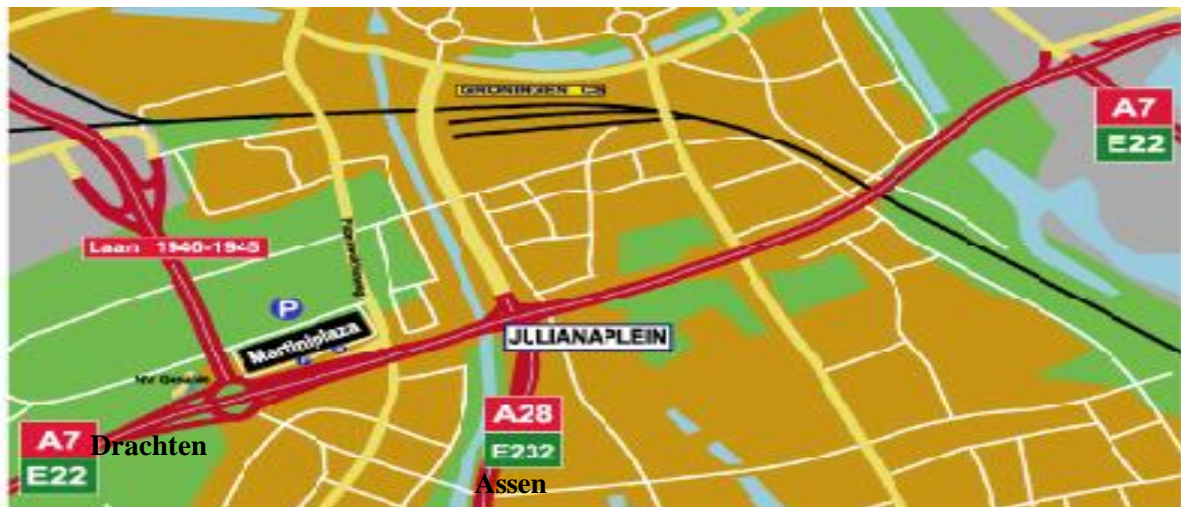 GRONINGEN CS
A7
E22
Laan 1940-1945
P
Martiniplaza
JULIANAPLEIN
A7
E22
Drachten
A28
E232
Assen